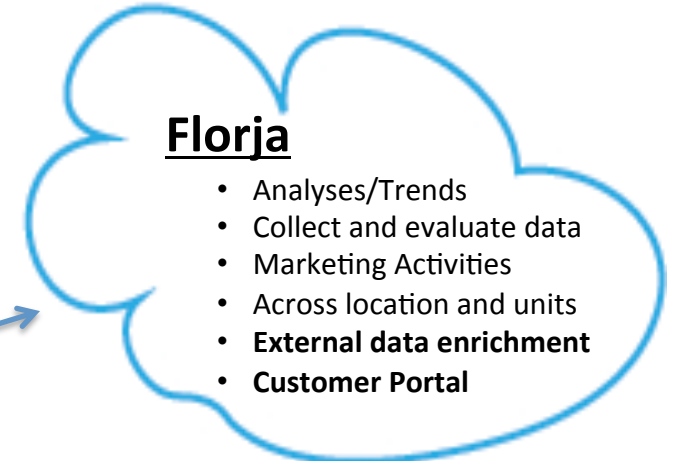 Florja
• Analyses/Trends
• Collect and evaluate data
• Marketing Activities
• Across location and units
• External data enrichment
• Customer Portal